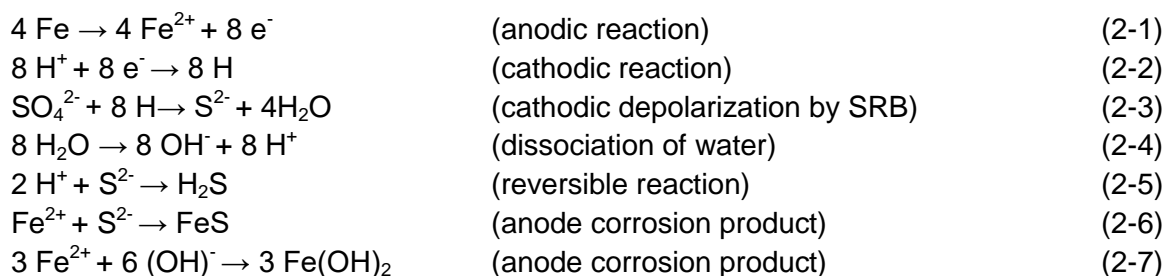 4 Fe → 4 Fe²⁺ + 8 e⁻ (anodic reaction) (2-1)
8 H⁺ + 8 e⁻ → 8 H (cathodic reaction) (2-2)
SO₄²⁻ + 8 H→ S²⁻ + 4H₂O (cathodic depolarization by SRB) (2-3)
8 H₂O → 8 OH⁻ + 8 H⁺ (dissociation of water) (2-4)
2 H⁺ + S²⁻ → H₂S (reversible reaction) (2-5)
Fe²⁺ + S²⁻ → FeS (anode corrosion product) (2-6)
3 Fe²⁺ + 6 (OH)⁻ → 3 Fe(OH)₂ (anode corrosion product) (2-7)